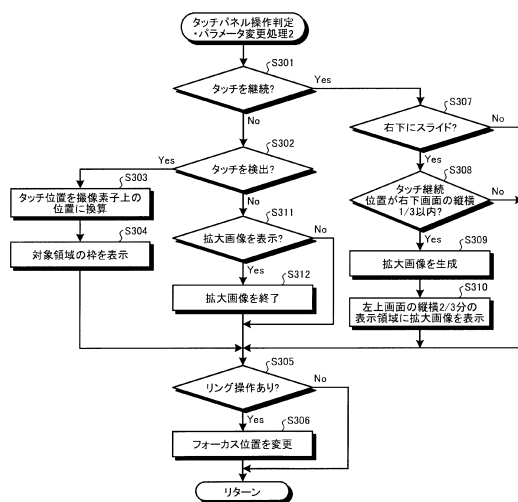 タッチパネル操作判定
・パラメータ変更処理2
S301
タッチを継続?
Yes
No
S307
右下にスライド?
No
Yes
S302
タッチを検出?
Yes
No
S308
タッチ継続
位置が右下画面の縦横
1/3以内?
No
Yes
S303
タッチ位置を撮像素子上の
位置に換算
S304
対象領域の枠を表示
S311
拡大画像を表示?
No
Yes
S312
拡大画像を終了
S309
拡大画像を生成
S310
左上画面の縦横2/3分の
表示領域に拡大画像を表示
S305
リング操作あり?
No
Yes
S306
フォーカス位置を変更
リターン